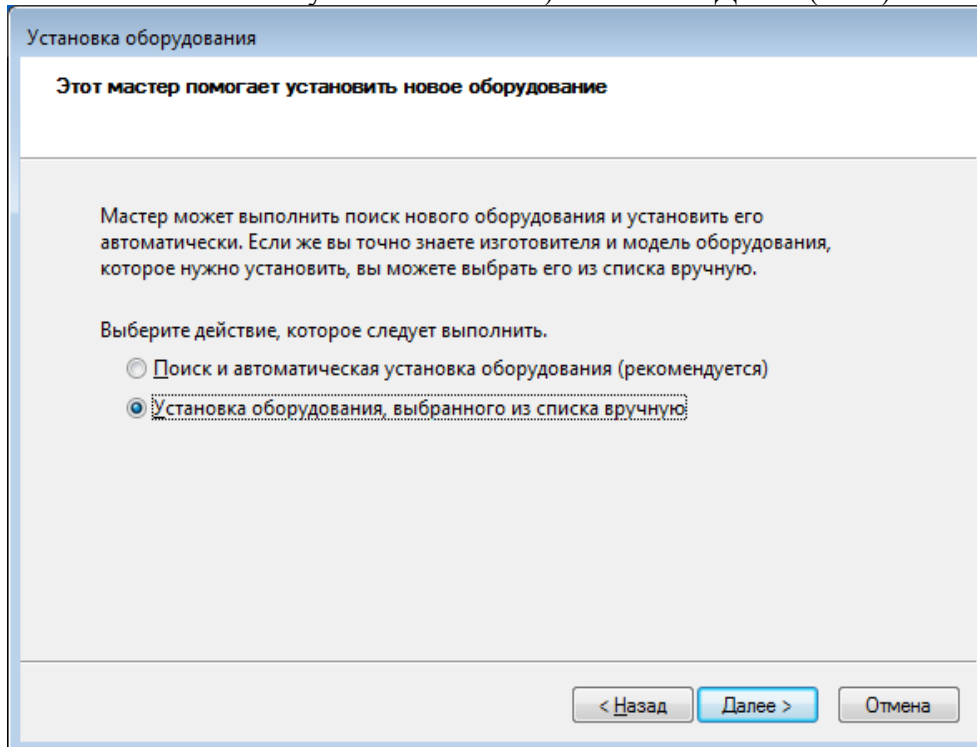 Установка оборудования
Этот мастер помогает установить новое оборудование
Мастер может выполнить поиск нового оборудования и установить его
автоматически. Если же вы точно знаете изготовителя и модель оборудования,
которое нужно установить, вы можете выбрать его из списка вручную.
Выберите действие, которое следует выполнить.
Поиск и автоматическая установка оборудования (рекомендуется)
Установка оборудования, выбранного из списка вручную
< Назад Далее > Отмена